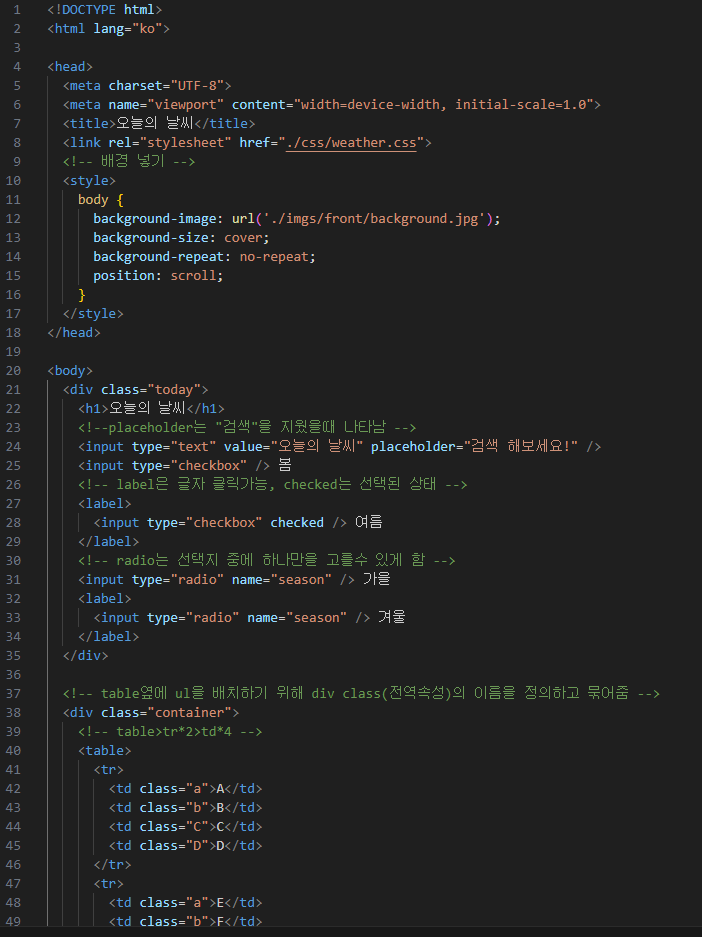 1 <!DOCTYPE html>
2 <html lang="ko">
3
4 <head>
5 <meta charset="UTF-8">
6 <meta name="viewport" content="width=device-width, initial-scale=1.0">
7 <title>오늘의 날씨</title>
8 <link rel="stylesheet" href="./css/weather.css">
9 <!-- 배경 넣기 -->
10 <style>
11 body {
12 background-image: url('./imgs/front/background.jpg');
13 background-size: cover;
14 background-repeat: no-repeat;
15 position: scroll;
16 }
17 </style>
18 </head>
19
20 <body>
21 <div class="today">
22 <h1>오늘의 날씨</h1>
23 <!--placeholder는 "검색"을 지웠을때 나타남 -->
24 <input type="text" value="오늘의 날씨" placeholder="검색 해보세요!" />
25 <input type="checkbox" /> 봄
26 <!-- label은 글자 클릭가능, checked는 선택된 상태 -->
27 <label>
28 <input type="checkbox" checked /> 여름
29 </label>
30 <!-- radio는 선택지 중에 하나만을 고를수 있게 함 -->
31 <input type="radio" name="season" /> 가을
32 <label>
33 <input type="radio" name="season" /> 겨울
34 </label>
35 </div>
36
37 <!-- table옆에 ul을 배치하기 위해 div class(전역속성)의 이름을 정의하고 묶어줌 -->
38 <div class="container">
39 <!-- table>tr*2>td*4 -->
40 <table>
41 <tr>
42 <td class="a">A</td>
43 <td class="b">B</td>
44 <td class="C">C</td>
45 <td class="D">D</td>
46 </tr>
47 <tr>
48 <td class="a">E</td>
49 <td class="b">F</td>